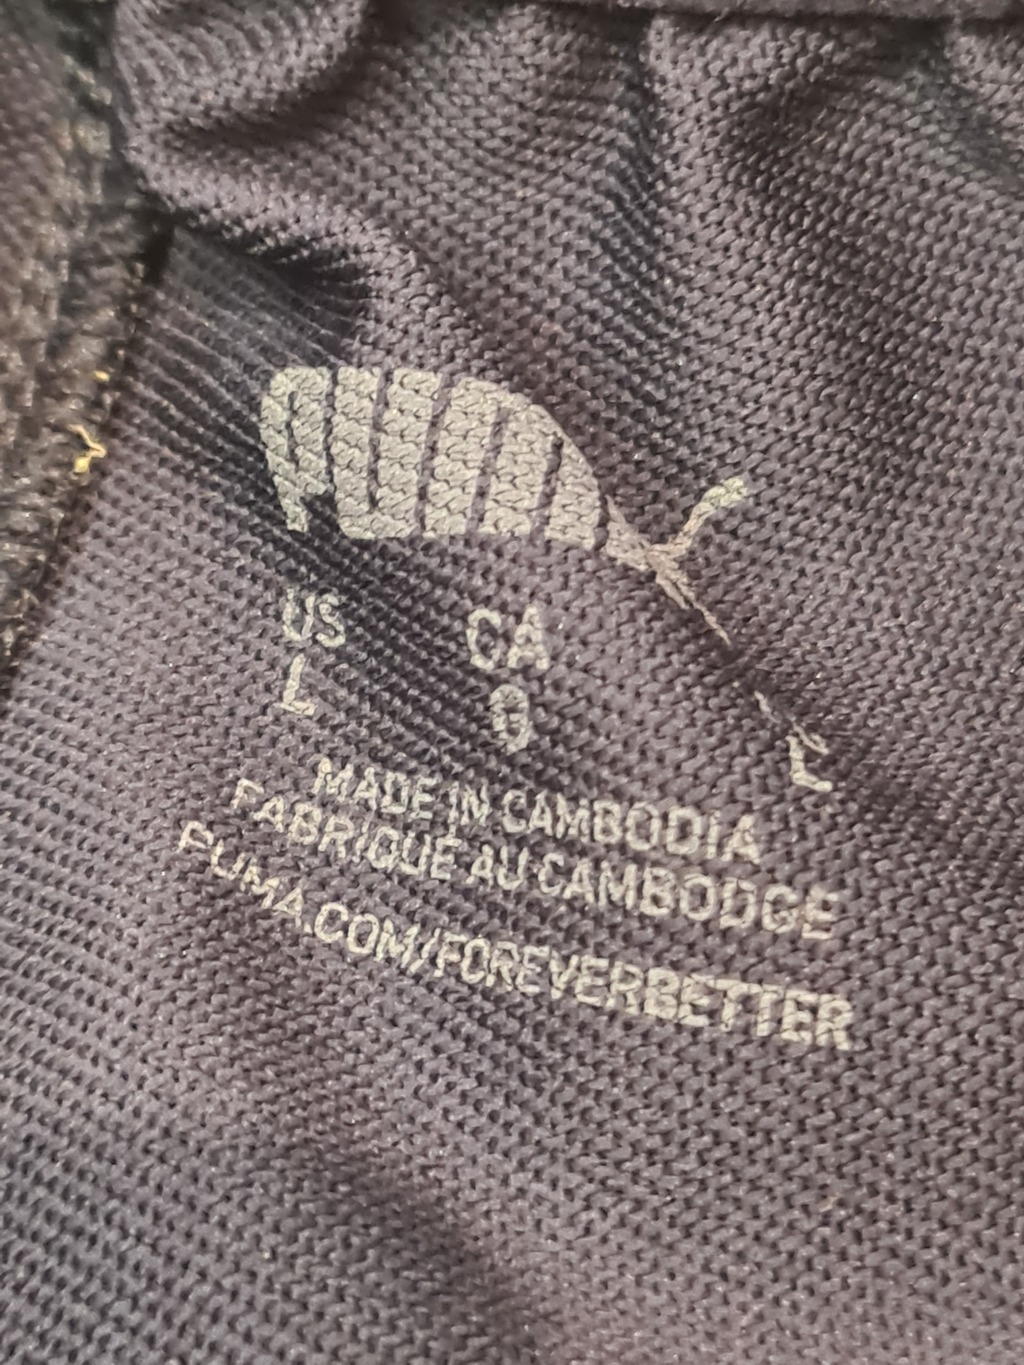 PUMA
US CA
L G
MADE IN CAMBODIA
FABRIQUÉ AU CAMBODGE
PUMA.COM/FOREVERBETTER